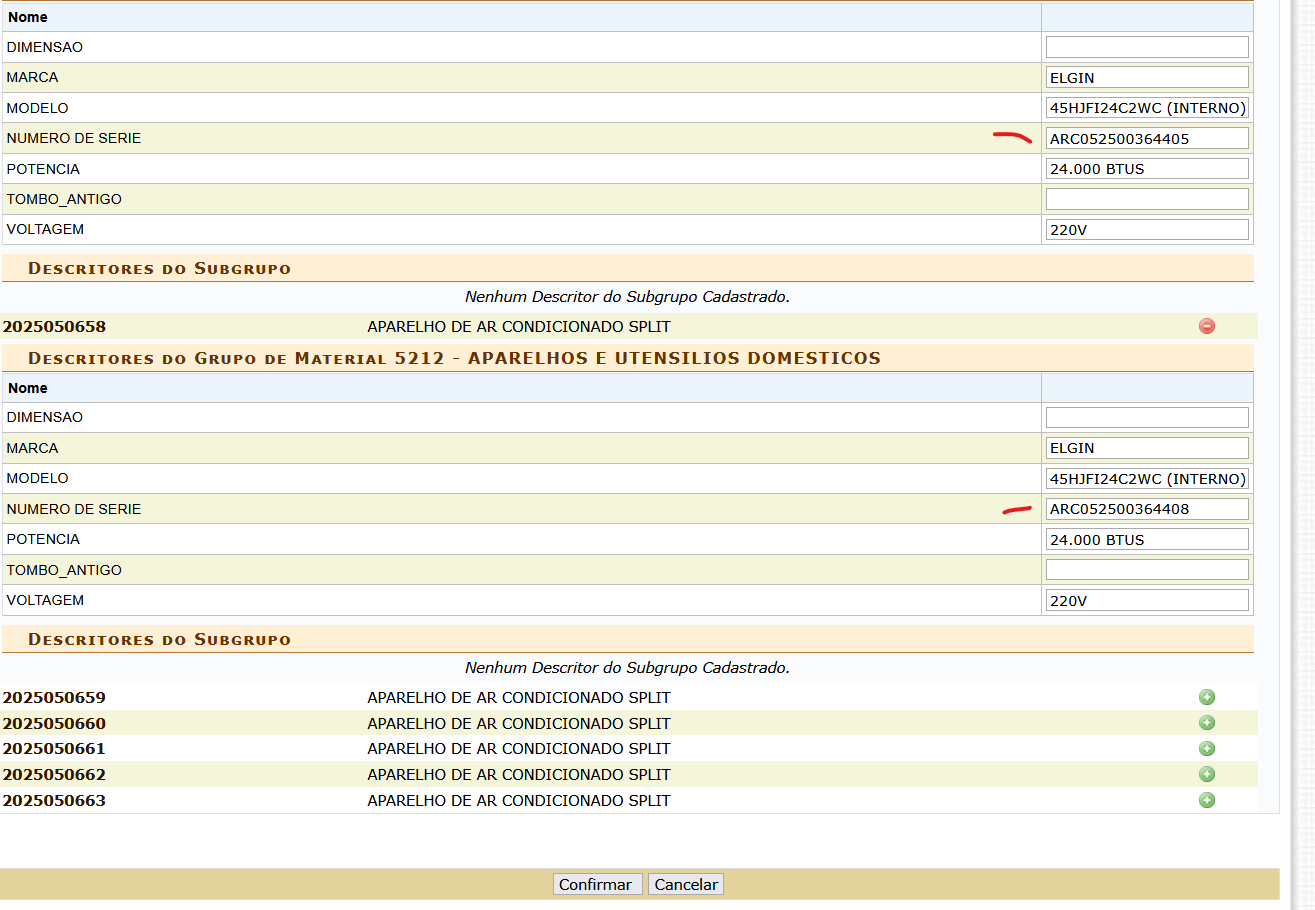 Nome
DIMENSAO
MARCA ELGIN
MODELO 45HJFI24C2WC (INTERNO)
NUMERO DE SERIE ARC052500364405
POTENCIA 24.000 BTUS
TOMBO_ANTIGO
VOLTAGEM 220V
Descritores do Subgrupo
Nenhum Descritor do Subgrupo Cadastrado.
2025050658 APARELHO DE AR CONDICIONADO SPLIT
Descritores do Grupo de Material 5212 - APARELHOS E UTENSILIOS DOMESTICOS
Nome
DIMENSAO
MARCA ELGIN
MODELO 45HJFI24C2WC (INTERNO)
NUMERO DE SERIE ARC052500364408
POTENCIA 24.000 BTUS
TOMBO_ANTIGO
VOLTAGEM 220V
Descritores do Subgrupo
Nenhum Descritor do Subgrupo Cadastrado.
2025050659 APARELHO DE AR CONDICIONADO SPLIT
2025050660 APARELHO DE AR CONDICIONADO SPLIT
2025050661 APARELHO DE AR CONDICIONADO SPLIT
2025050662 APARELHO DE AR CONDICIONADO SPLIT
2025050663 APARELHO DE AR CONDICIONADO SPLIT
Confirmar Cancelar